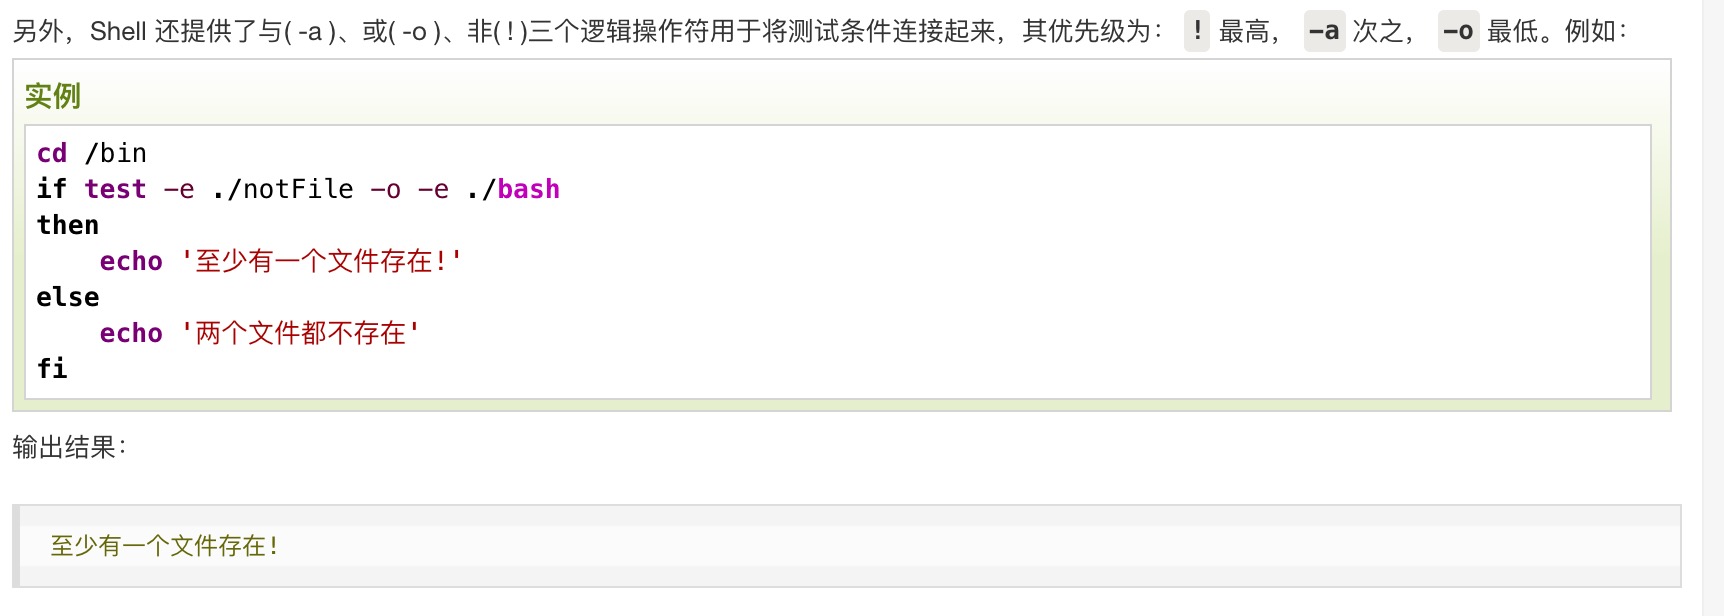 另外，Shell 还提供了与( -a )、或( -o )、非( ! )三个逻辑操作符用于将测试条件连接起来，其优先级为： ! 最高， -a 次之， -o 最低。例如：
实例
cd /bin
if test -e ./notFile -o -e ./bash
then
    echo '至少有一个文件存在!'
else
    echo '两个文件都不存在'
fi
输出结果：
至少有一个文件存在!